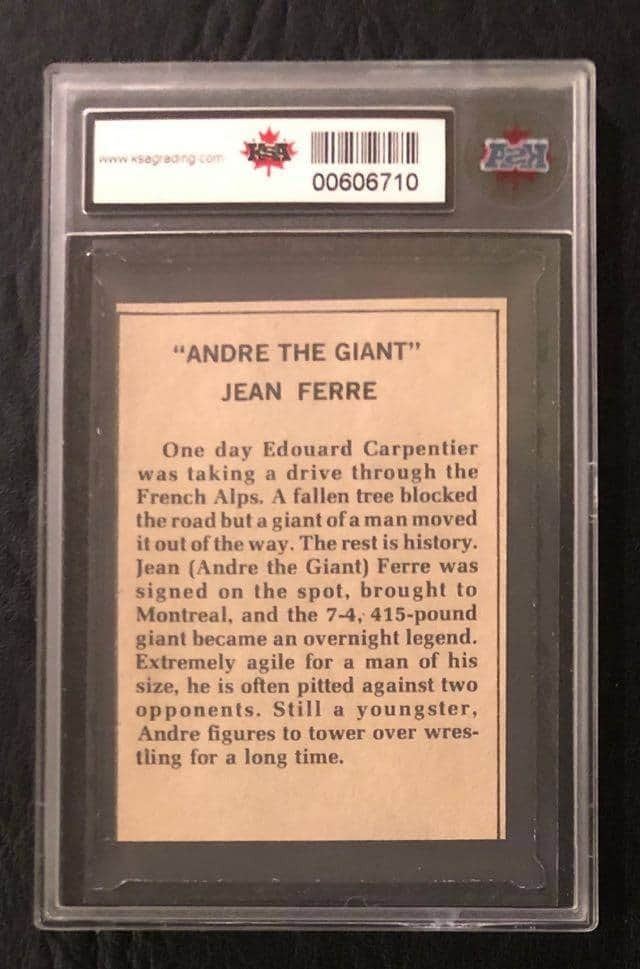 www.ksagrading.com
KSA
00606710
KSA
"ANDRE THE GIANT"
JEAN FERRE
One day Edouard Carpentier
was taking a drive through the
French Alps. A fallen tree blocked
the road but a giant of a man moved
it out of the way. The rest is history.
Jean (Andre the Giant) Ferre was
signed on the spot, brought to
Montreal, and the 7-4, 415-pound
giant became an overnight legend.
Extremely agile for a man of his
size, he is often pitted against two
opponents. Still a youngster,
Andre figures to tower over wres-
tling for a long time.